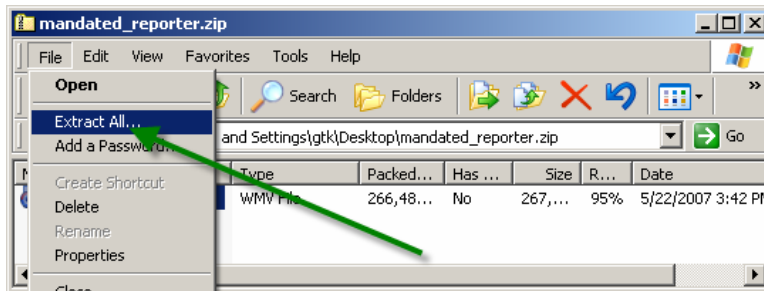 mandated_reporter.zip
File Edit View Favorites Tools Help
Open
Search Folders
»
Extract All...
and Settings\gtk\Desktop\mandated_reporter.zip Go
Add a Password...
Type Packed... Has ... Size R... Date
Create Shortcut
WMV File 266,48... No 267,... 95% 5/22/2007 3:42 PM
Delete
Rename
Properties
Close